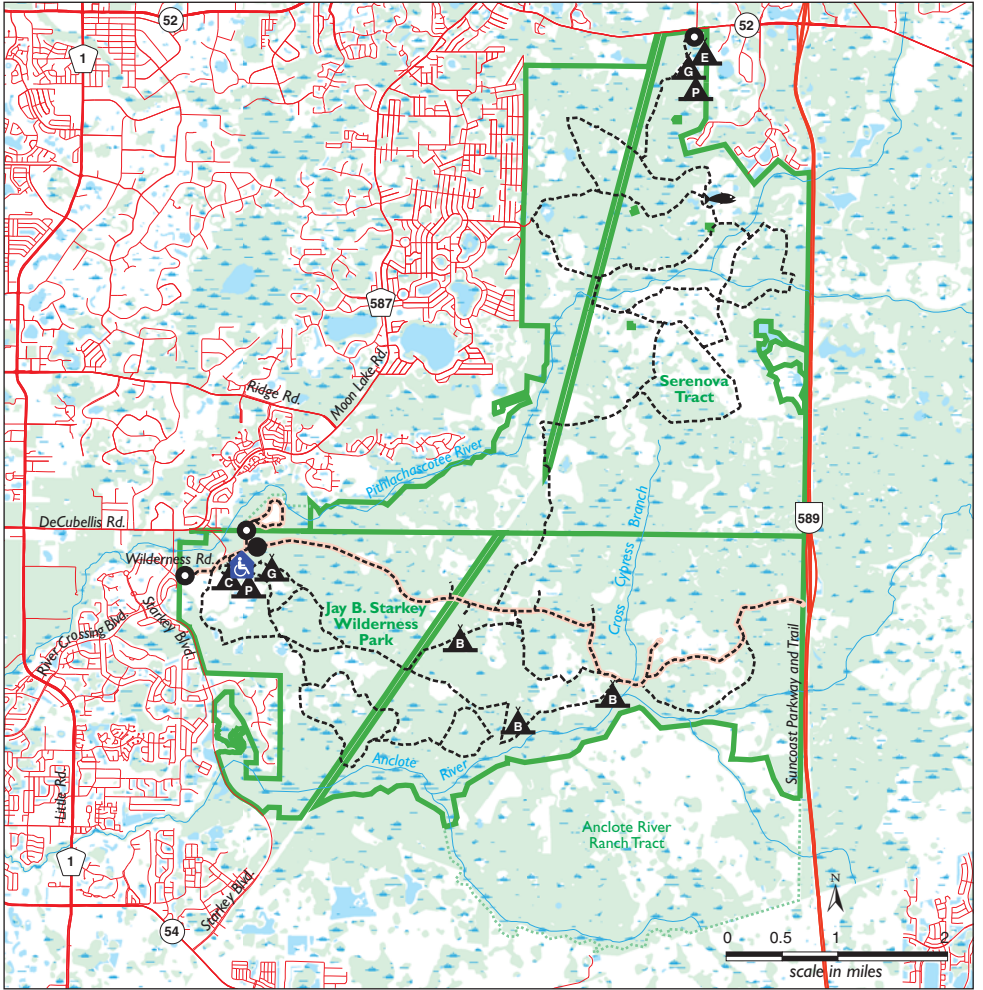 52
52
1
E
G
P
587
Moon Lake Rd.
Ridge Rd.
Serenova
Tract
Pithlachascotee River
Cross Cypress Branch
DeCubellis Rd.
589
Wilderness Rd.
C
P
G
Jay B. Starkey
Wilderness
Park
Starkey Blvd.
River Crossing Blvd.
B
B
B
Anclote River
Suncoast Parkway and Trail
Little Rd.
Anclote River
Ranch Tract
1
Starkey Blvd.
54
N
0 0.5 1 2
scale in miles